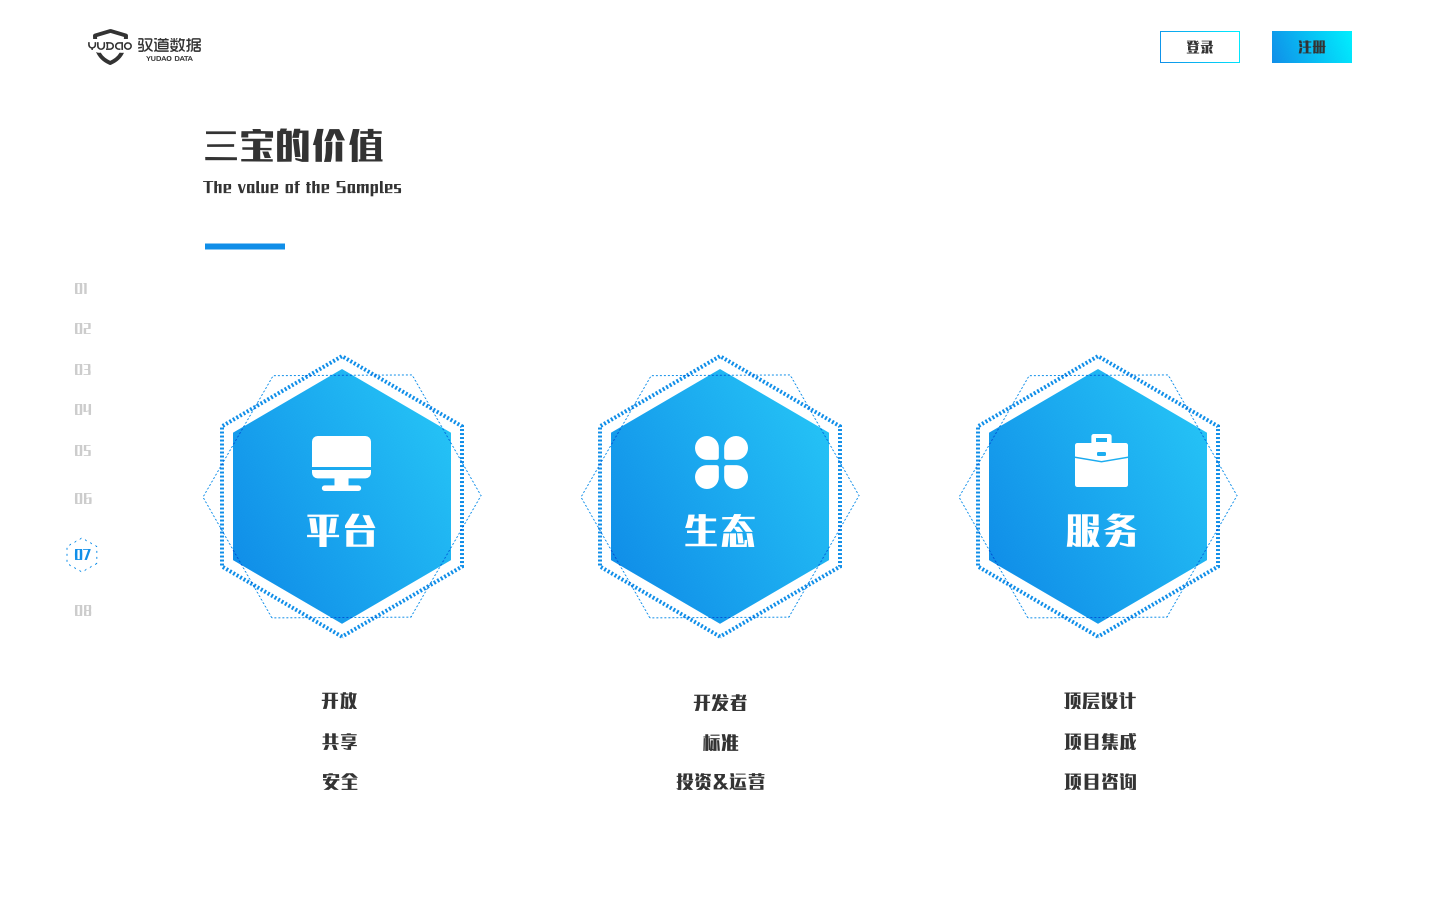 YUDAO 驭道数据
YUDAO DATA
登录
注册
三宝的价值
The value of the Samples
01
02
03
04
05
06
07
08
平台
生态
服务
开放
共享
安全
开发者
标准
投资&运营
顶层设计
项目集成
项目咨询